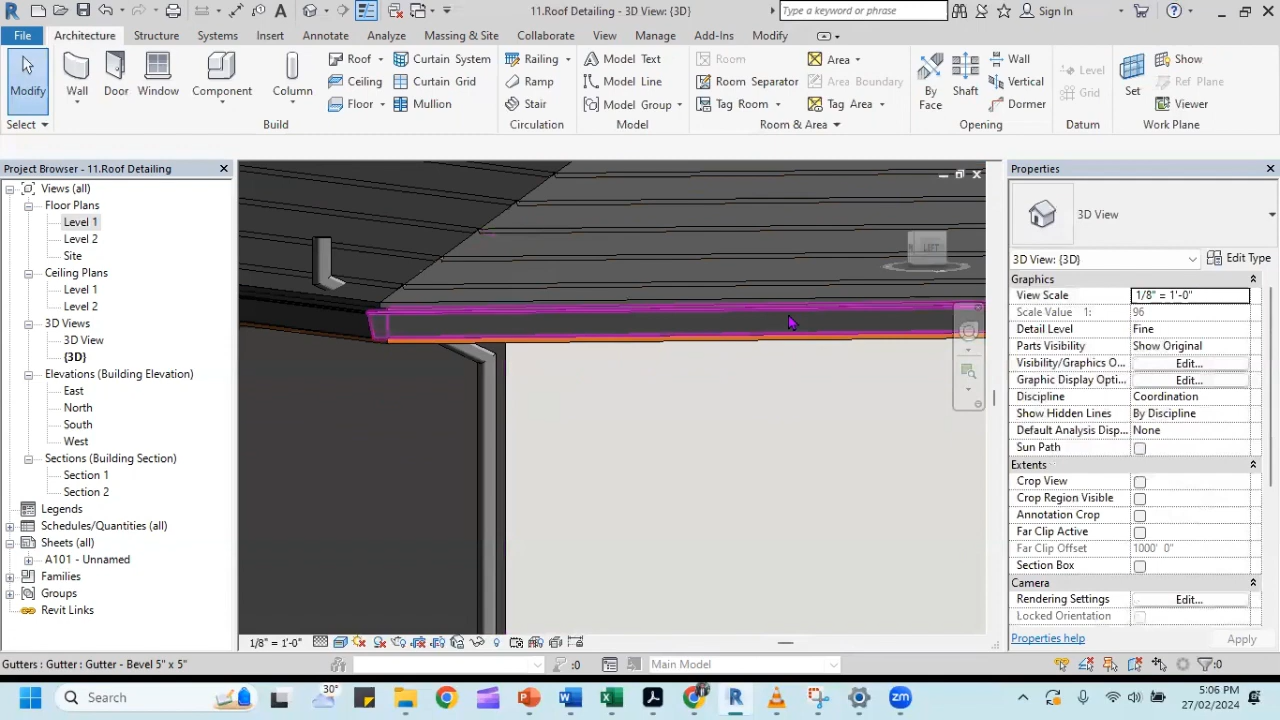 11.Roof Detailing - 3D View: {3D}
Type a keyword or phrase
Sign In
File Architecture Structure Systems Insert Annotate Analyze Massing & Site Collaborate View Manage Add-Ins Modify
Modify
Select
Wall
Door
Window
Component
Column
Roof
Ceiling
Floor
Curtain System
Curtain Grid
Mullion
Build
Railing
Ramp
Stair
Circulation
Model Text
Model Line
Model Group
Model
Room
Room Separator
Tag Room
Area
Area Boundary
Tag Area
Room & Area
By
Face
Shaft
Wall
Vertical
Dormer
Opening
Level
Grid
Datum
Set
Show
Ref Plane
Viewer
Work Plane
Project Browser - 11.Roof Detailing
Views (all)
Floor Plans
Level 1
Level 2
Site
Ceiling Plans
Level 1
Level 2
3D Views
3D View
{3D}
Elevations (Building Elevation)
East
North
South
West
Sections (Building Section)
Section 1
Section 2
Legends
Schedules/Quantities (all)
Sheets (all)
A101 - Unnamed
Families
Groups
Revit Links
LEFT
1/8" = 1'-0"
Properties
3D View
3D View: {3D}
Edit Type
Graphics
View Scale 1/8" = 1'-0"
Scale Value 1: 96
Detail Level Fine
Parts Visibility Show Original
Visibility/Graphics O... Edit...
Graphic Display Opti... Edit...
Discipline Coordination
Show Hidden Lines By Discipline
Default Analysis Disp... None
Sun Path
Extents
Crop View
Crop Region Visible
Annotation Crop
Far Clip Active
Far Clip Offset 1000' 0"
Section Box
Camera
Rendering Settings Edit...
Locked Orientation
Properties help
Apply
Gutters : Gutter : Gutter - Bevel 5" x 5"
:0
Main Model
:0
Search
30°
5:06 PM
27/02/2024